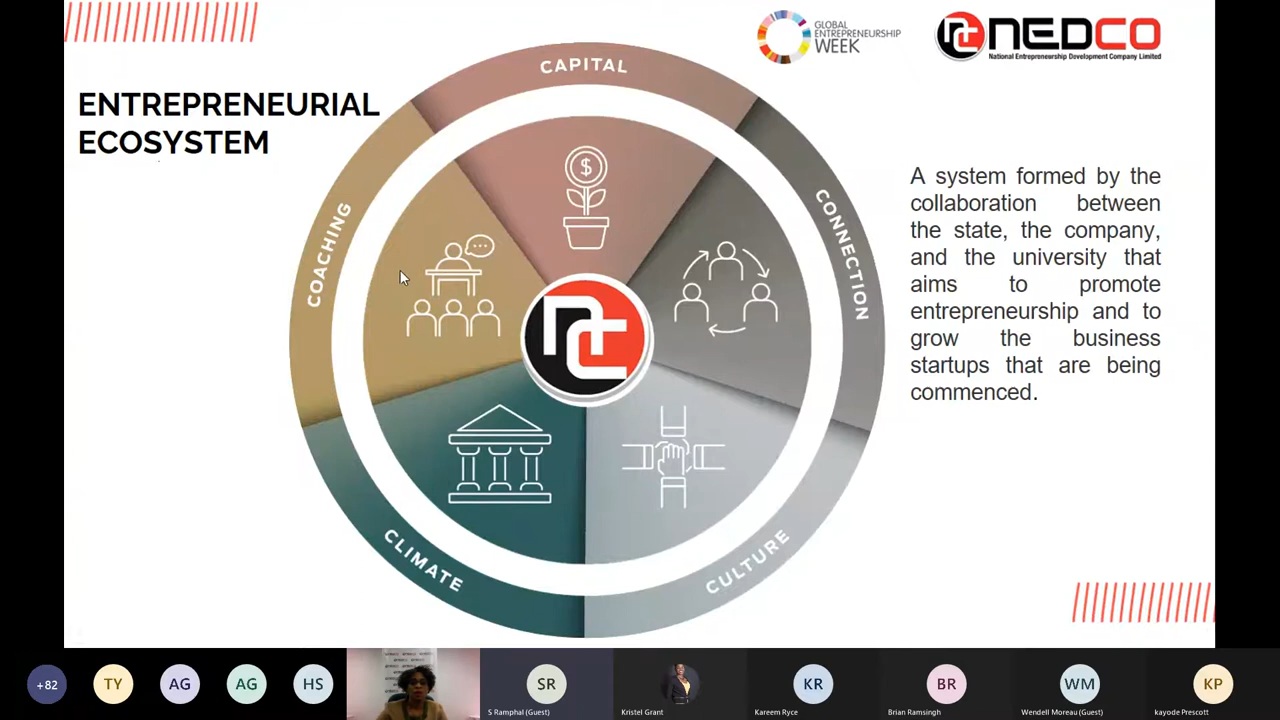 GLOBAL
ENTREPRENEURSHIP
WEEK
NEDCO
National Entrepreneurship Development Company Limited
ENTREPRENEURIAL
ECOSYSTEM
CAPITAL
CONNECTION
CULTURE
CLIMATE
COACHING
$
A system formed by the
collaboration between
the state, the company,
and the university that
aims to promote
entrepreneurship and to
grow the business
startups that are being
commenced.
+82
TY
AG
AG
HS
SR
KR
BR
WM
KP
S Ramphal (Guest)
Kristel Grant
Kareem Ryce
Brian Ramsingh
Wendell Moreau (Guest)
kayode Prescott